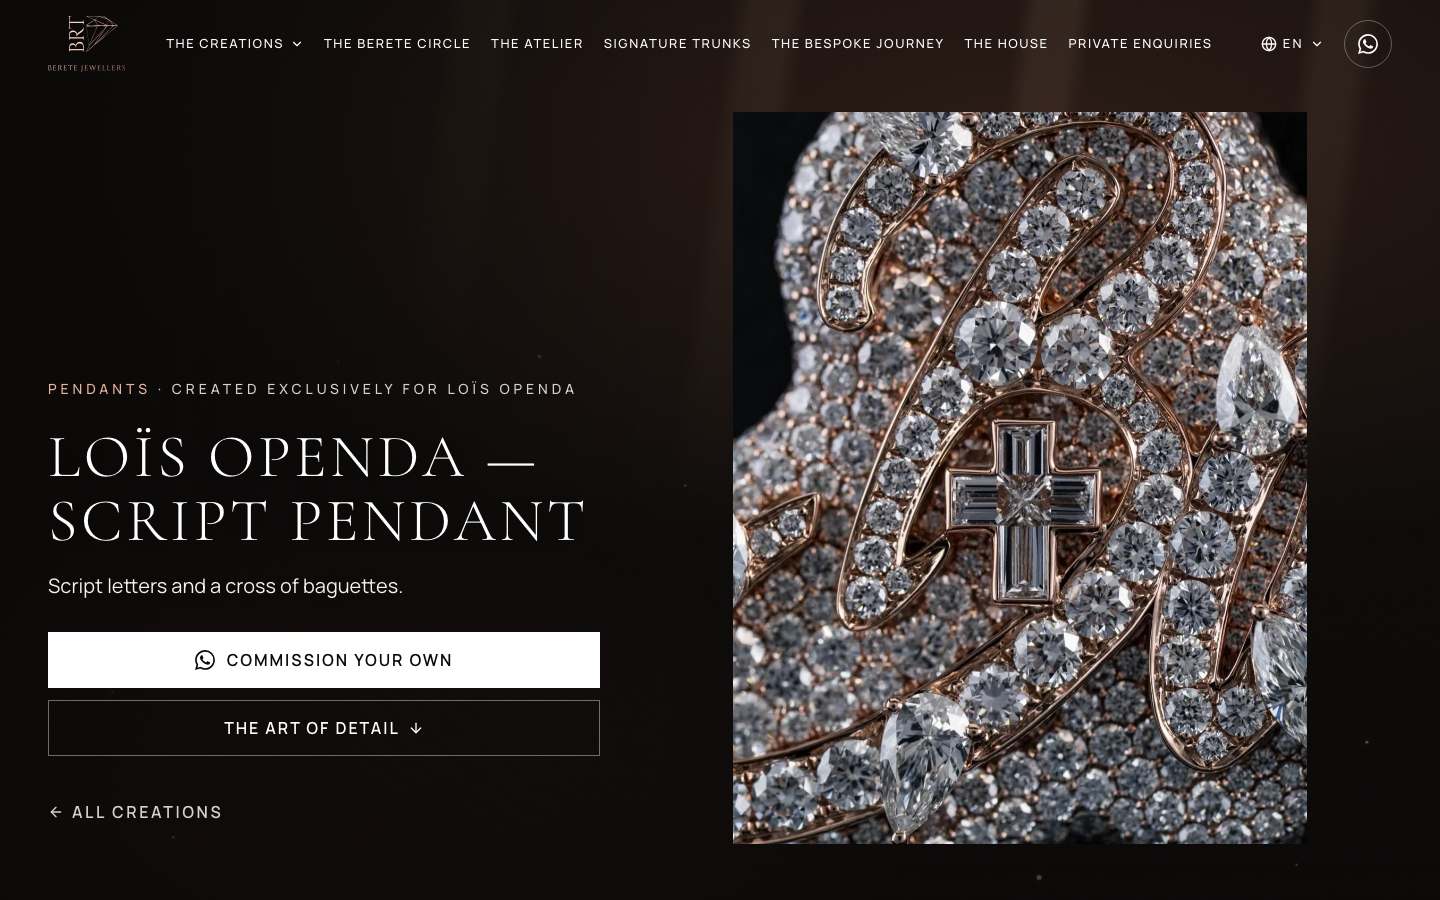 BRT
BERETE JEWELLERS
THE CREATIONS
THE BERETE CIRCLE
THE ATELIER
SIGNATURE TRUNKS
THE BESPOKE JOURNEY
THE HOUSE
PRIVATE ENQUIRIES
EN
PENDANTS · CREATED EXCLUSIVELY FOR LOÏS OPENDA
LOÏS OPENDA —
SCRIPT PENDANT
Script letters and a cross of baguettes.
COMMISSION YOUR OWN
THE ART OF DETAIL ↓
← ALL CREATIONS